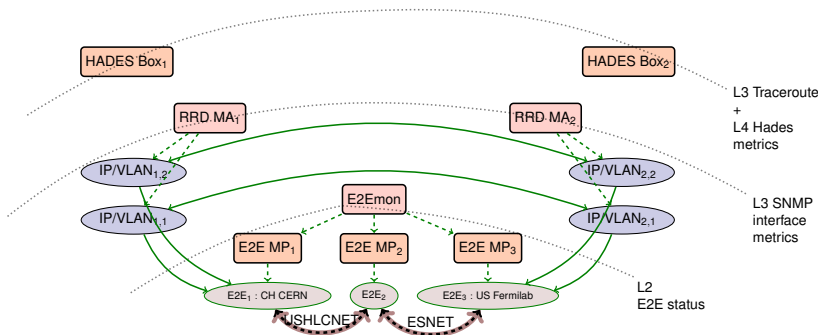 HADES Box1
HADES Box2
L3 Traceroute
+
L4 Hades
metrics
RRD MA1
RRD MA2
IP/VLAN1,2
IP/VLAN2,2
E2Emon
L3 SNMP
interface
metrics
IP/VLAN1,1
IP/VLAN2,1
E2E MP1
E2E MP2
E2E MP3
L2
E2E status
E2E1 : CH CERN
E2E2
E2E3 : US Fermilab
USHLCNET
ESNET